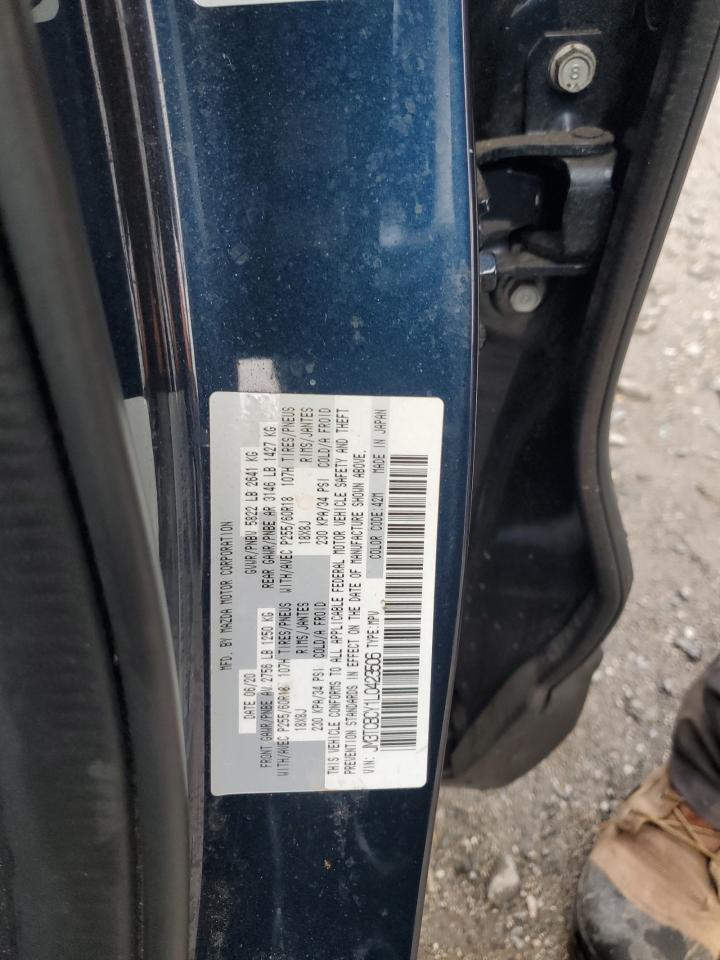 MFD. BY MAZDA MOTOR CORPORATION
DATE 06/20 GVWR/PNBV 5822 LB 2641 KG
FRONT GAWR/PNBE AV 2756 LB 1250 KG REAR GAWR/PNBE AR 3146 LB 1427 KG
WITH/AVEC P255/60R18 107H TIRES/PNEUS WITH/AVEC P255/60R18 107H TIRES/PNEUS
18X8J RIMS/JANTES 18X8J RIMS/JANTES
230 KPA/34 PSI COLD/A FROID 230 KPA/34 PSI COLD/A FROID
THIS VEHICLE CONFORMS TO ALL APPLICABLE FEDERAL MOTOR VEHICLE SAFETY AND THEFT
PREVENTION STANDARDS IN EFFECT ON THE DATE OF MANUFACTURE SHOWN ABOVE.
VIN: JM3TCBCY1L0423506 TYPE:MPV COLOR CODE:42M MADE IN JAPAN
8